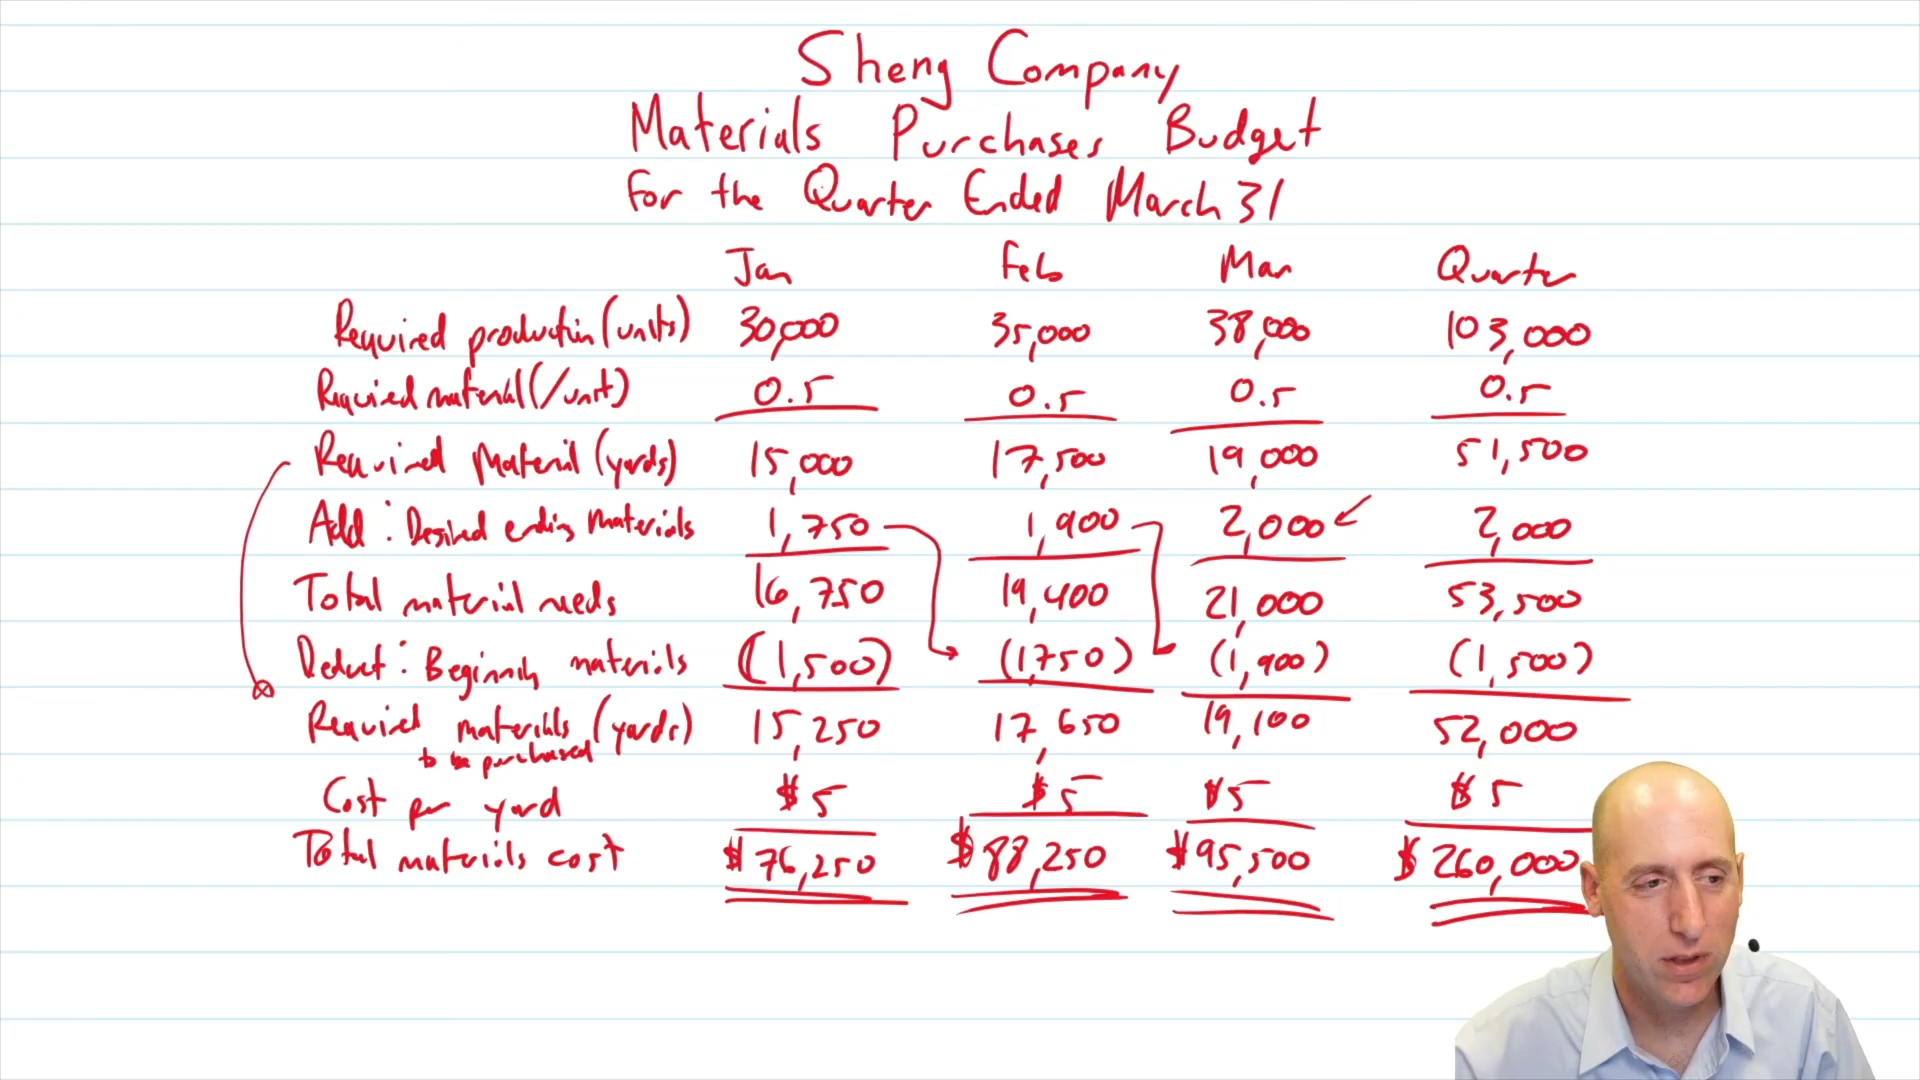 Sheng Company
Materials Purchases Budget
For the Quarter Ended March 31
Jan Feb Mar Quarter
Required production (units) 30,000 35,000 38,000 103,000
Required material (/unit) 0.5 0.5 0.5 0.5
Required Material (yards) 15,000 17,500 19,000 51,500
Add: Desired ending materials 1,750 1,900 2,000 2,000
Total material needs 16,750 19,400 21,000 53,500
Deduct: Beginning materials (1,500) (1750) (1,900) (1,500)
Required materials (yards) 15,250 17,650 19,100 52,000
to be purchased
Cost per yard $5 $5 $5 $5
Total materials cost $76,250 $88,250 $95,500 $260,000